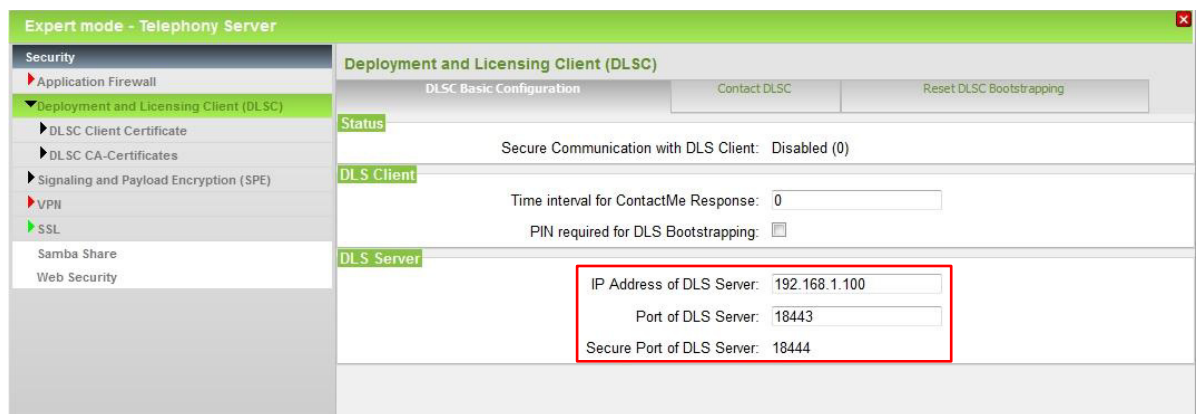 Expert mode - Telephony Server
Security
Application Firewall
Deployment and Licensing Client (DLSC)
DLSC Client Certificate
DLSC CA-Certificates
Signaling and Payload Encryption (SPE)
VPN
SSL
Samba Share
Web Security
Deployment and Licensing Client (DLSC)
DLSC Basic Configuration Contact DLSC Reset DLSC Bootstrapping
Status
Secure Communication with DLS Client: Disabled (0)
DLS Client
Time interval for ContactMe Response: 0
PIN required for DLS Bootstrapping:
DLS Server
IP Address of DLS Server: 192.168.1.100
Port of DLS Server: 18443
Secure Port of DLS Server: 18444